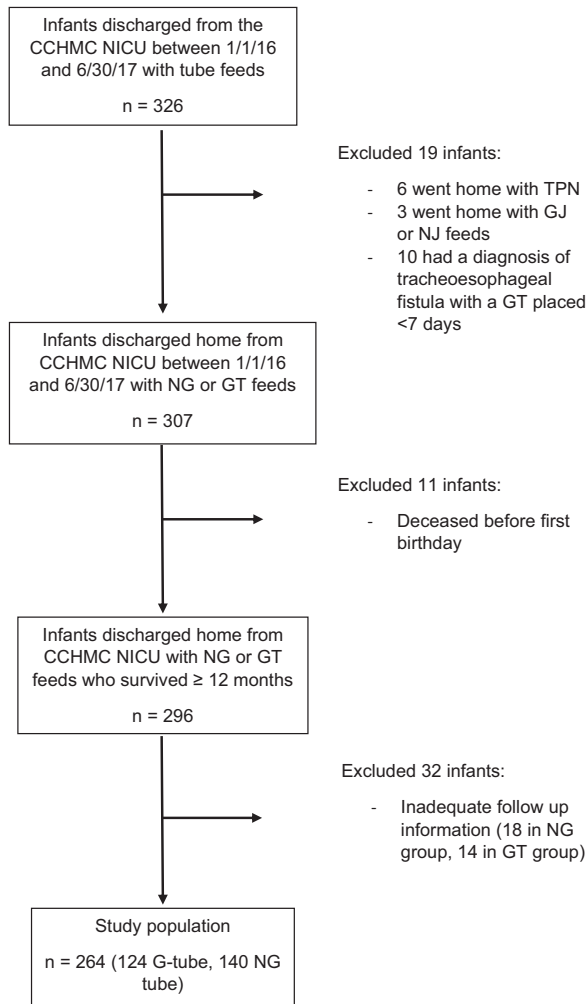 Infants discharged from the
CCHMC NICU between 1/1/16
and 6/30/17 with tube feeds
n = 326
Excluded 19 infants:
- 6 went home with TPN
- 3 went home with GJ
or NJ feeds
- 10 had a diagnosis of
tracheoesophageal
fistula with a GT placed
<7 days
Infants discharged home from
CCHMC NICU between 1/1/16
and 6/30/17 with NG or GT feeds
n = 307
Excluded 11 infants:
- Deceased before first
birthday
Infants discharged home from
CCHMC NICU with NG or GT
feeds who survived ≥ 12 months
n = 296
Excluded 32 infants:
- Inadequate follow up
information (18 in NG
group, 14 in GT group)
Study population
n = 264 (124 G-tube, 140 NG
tube)